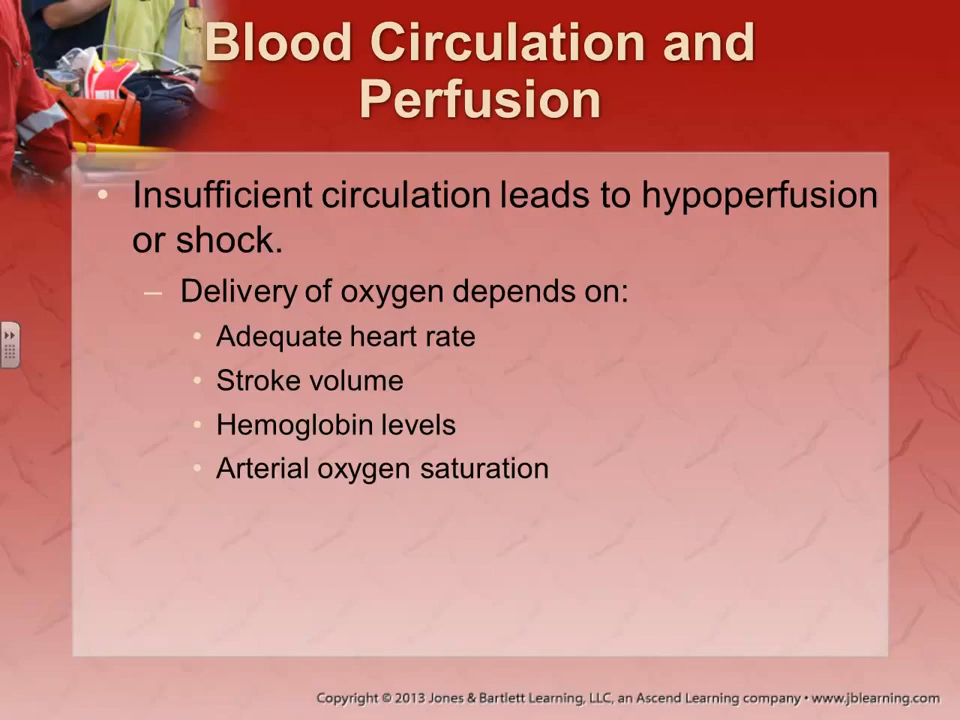 Blood Circulation and
Perfusion
• Insufficient circulation leads to hypoperfusion
or shock.
– Delivery of oxygen depends on:
• Adequate heart rate
• Stroke volume
• Hemoglobin levels
• Arterial oxygen saturation
Copyright © 2013 Jones & Bartlett Learning, LLC, an Ascend Learning company • www.jblearning.com